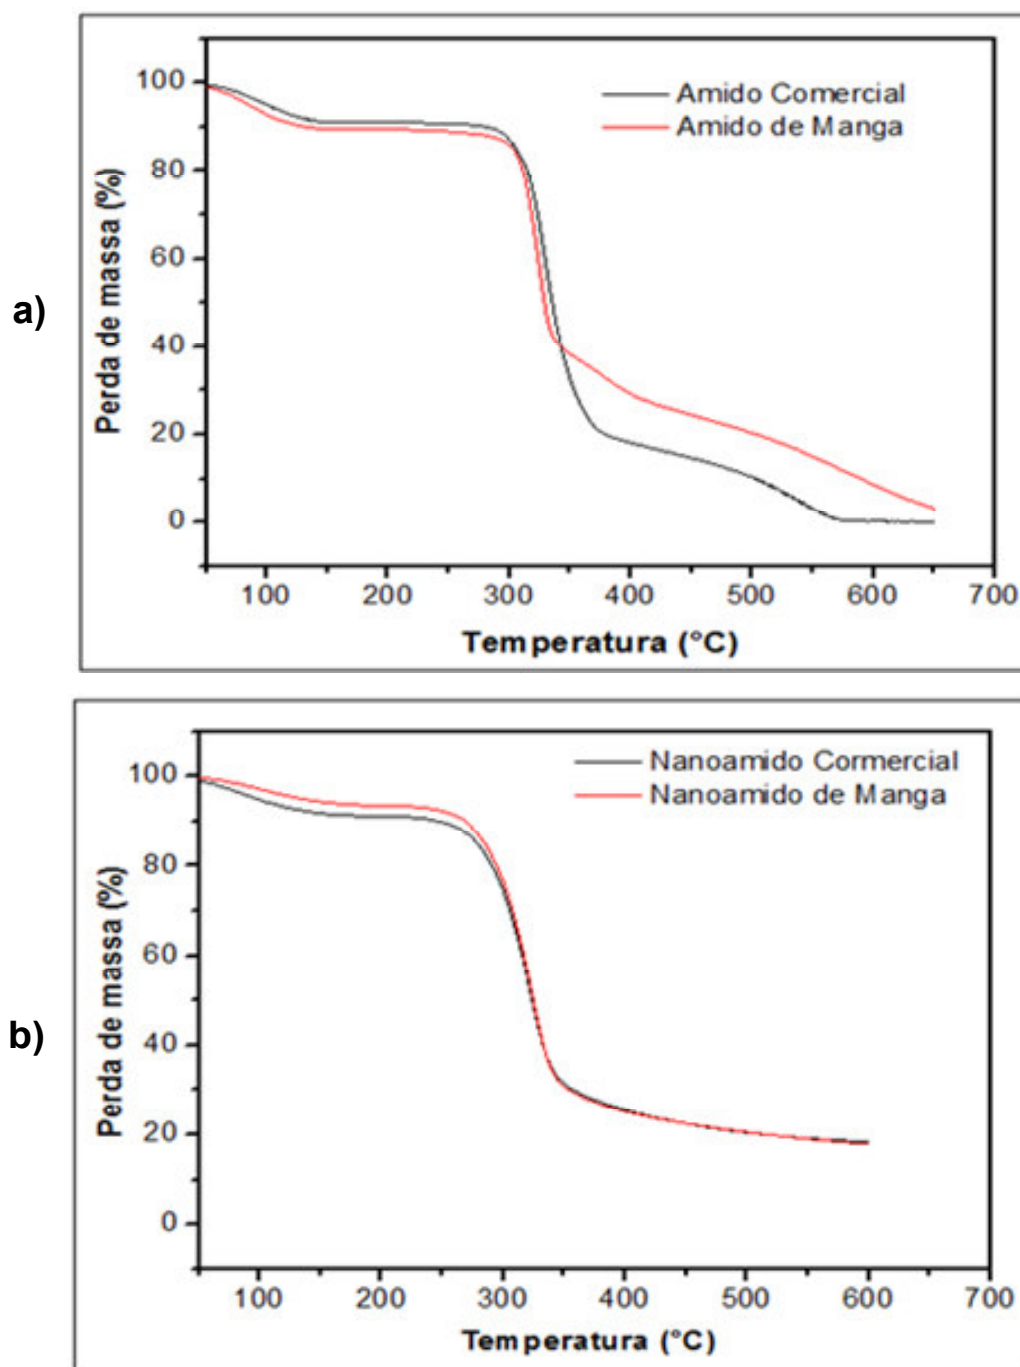 a)
Perda de massa (%)
100
80
60
40
20
0
Amido Comercial
Amido de Manga
100 200 300 400 500 600 700
Temperatura (°C)
b)
Perda de massa (%)
100
80
60
40
20
0
Nanoamido Cormercial
Nanoamido de Manga
100 200 300 400 500 600 700
Temperatura (°C)